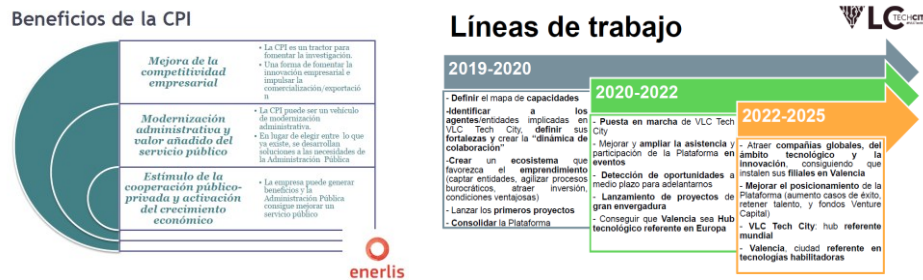 Beneficios de la CPI
Mejora de la
competitividad
empresarial
• La CPI es un tractor para
fomentar la investigación.
• Una forma de fomentar la
innovación empresarial e
impulsar la
comercialización/exportació
n
Modernización
administrativa y
valor añadido del
servicio público
• La CPI puede ser un vehículo
de modernización
administrativa.
• En lugar de elegir entre lo que
ya existe, se desarrollan
soluciones a las necesidades de
la Administración Pública
Estímulo de la
cooperación público-
privada y activación
del crecimiento
económico
• La empresa puede generar
beneficios y la
Administración Pública
consigue mejorar un
servicio público
enerlis
Líneas de trabajo
VLC TECHCITY
2019-2020
- Definir el mapa de capacidades
-Identificar a los
agentes/entidades implicadas en
VLC Tech City, definir sus
fortalezas y crear la "dinámica de
colaboración"
-Crear un ecosistema que
favorezca el emprendimiento
(captar entidades, agilizar procesos
burocráticos, atraer inversión,
condiciones ventajosas)
- Lanzar los primeros proyectos
- Consolidar la Plataforma
2020-2022
- Puesta en marcha de VLC Tech
City
- Mejorar y ampliar la asistencia y
participación de la Plataforma en
eventos
- Detección de oportunidades a
medio plazo para adelantarnos
- Lanzamiento de proyectos de
gran envergadura
- Conseguir que Valencia sea Hub
tecnológico referente en Europa
2022-2025
- Atraer compañías globales, del
ámbito tecnológico y la
innovación, consiguiendo que
instalen sus filiales en Valencia
- Mejorar el posicionamiento de la
Plataforma (aumento casos de éxito,
retener talento, y fondos Venture
Capital)
- VLC Tech City: hub referente
mundial
- Valencia, ciudad referente en
tecnologías habilitadoras